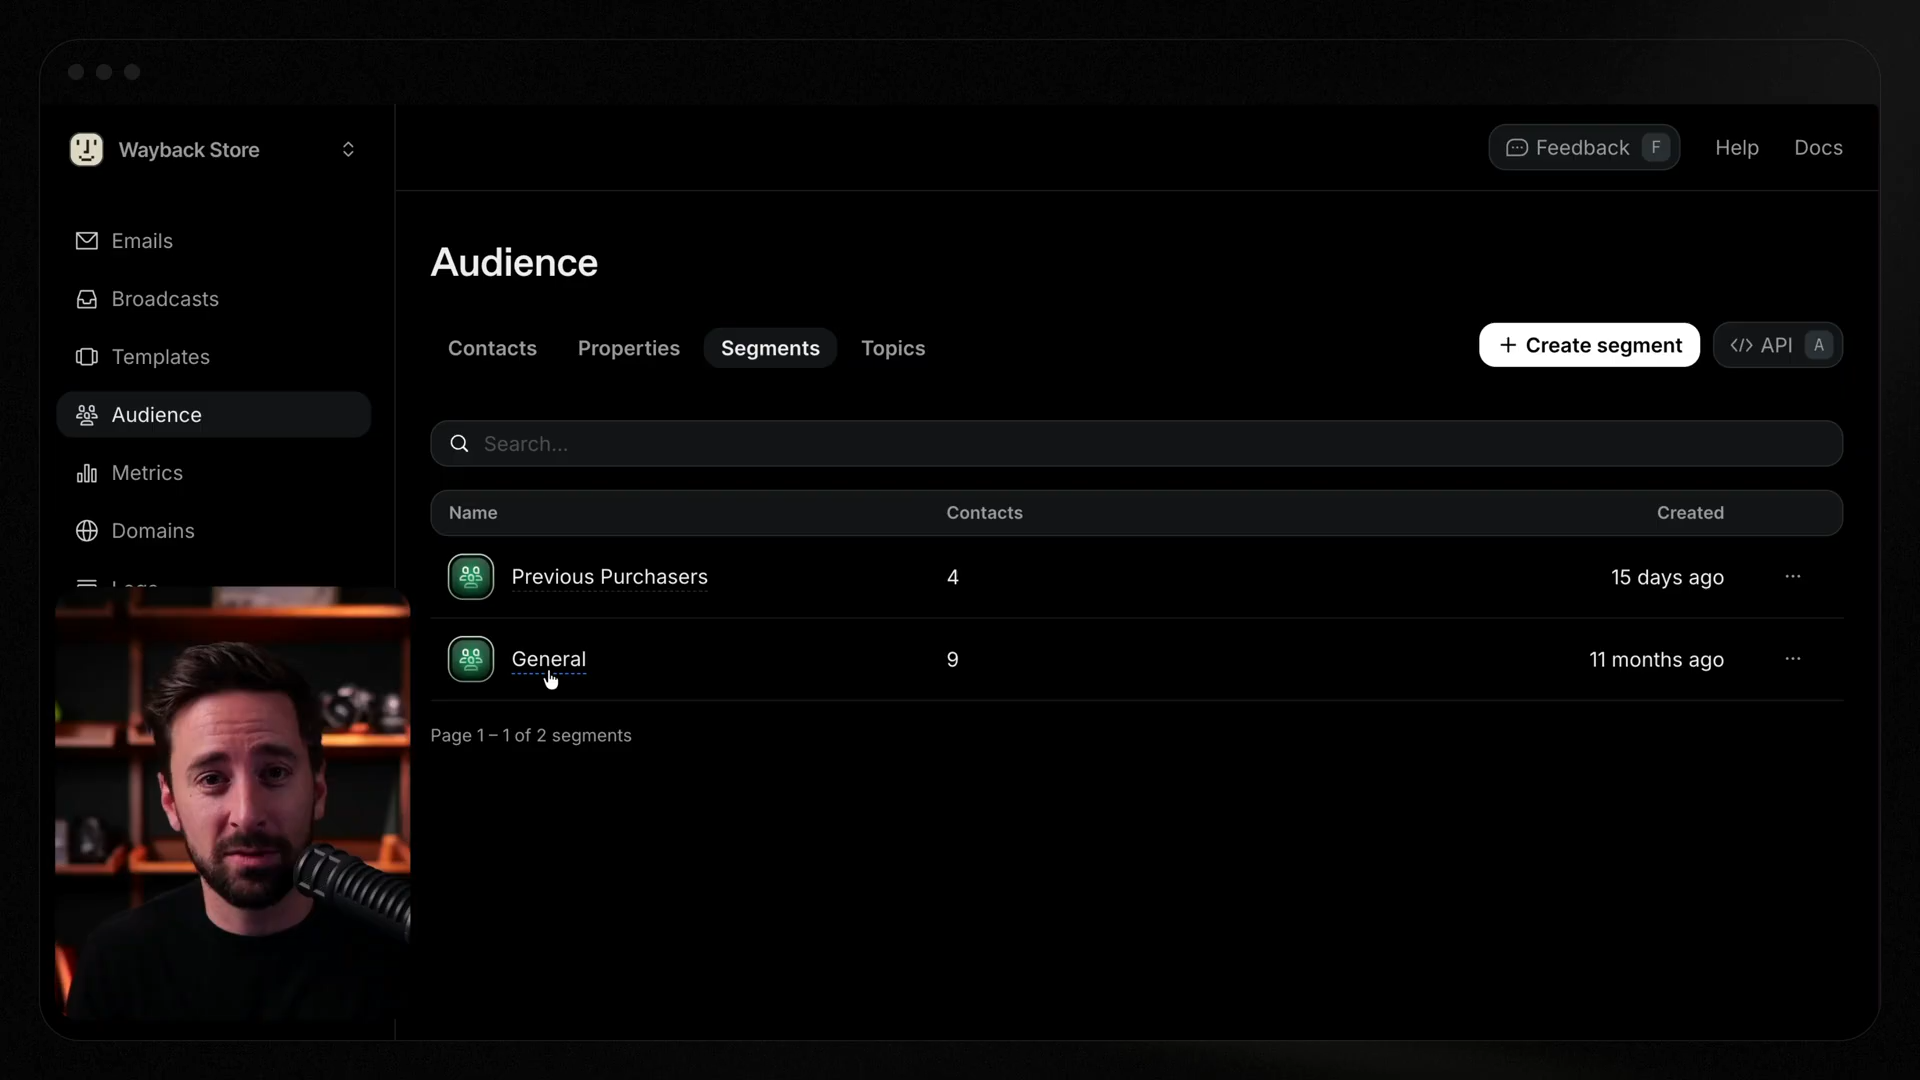 Wayback Store
Feedback F
Help
Docs
Emails
Broadcasts
Templates
Audience
Metrics
Domains
Audience
Contacts
Properties
Segments
Topics
+ Create segment
</> API A
Search...
Name
Contacts
Created
Previous Purchasers
4
15 days ago
General
9
11 months ago
Page 1 – 1 of 2 segments